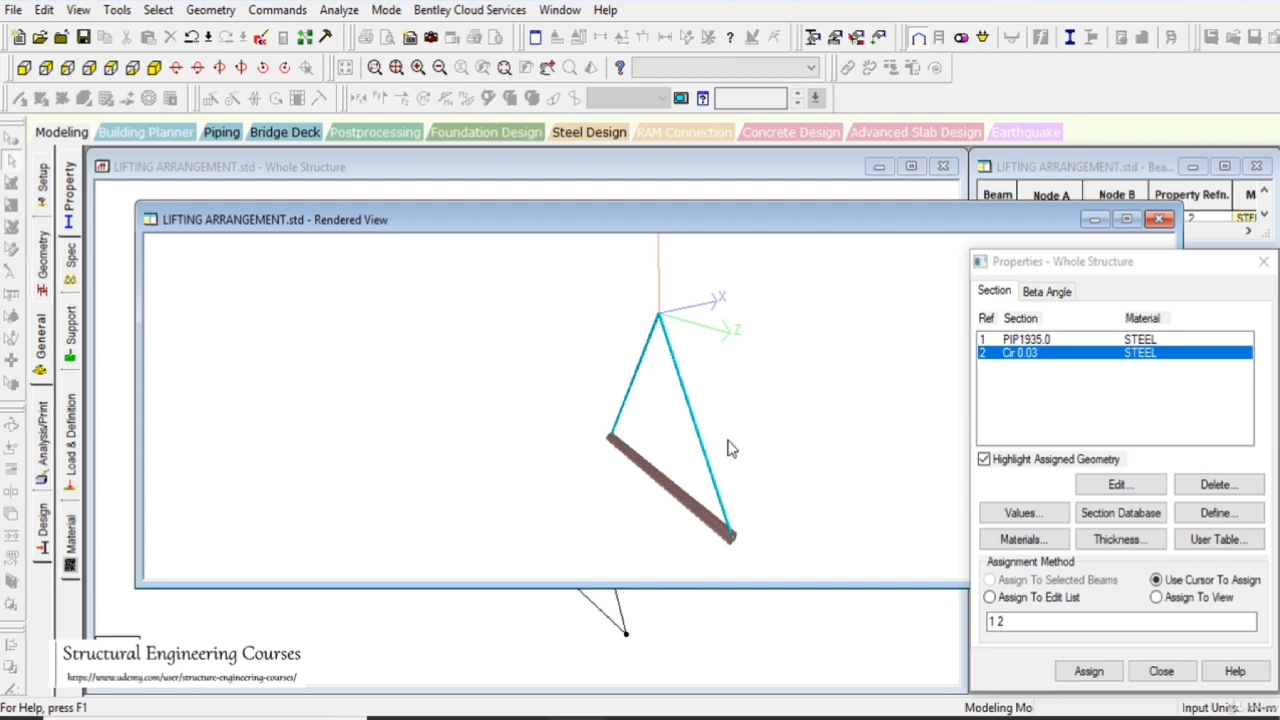 File Edit View Tools Select Geometry Commands Analyze Mode Bentley Cloud Services Window Help
Modeling Building Planner Piping Bridge Deck Postprocessing Foundation Design Steel Design RAM Connection Concrete Design Advanced Slab Design Earthquake
LIFTING ARRANGEMENT.std - Whole Structure
LIFTING ARRANGEMENT.std - Bea...
Beam Node A Node B Property Refn. M
2 STEI
LIFTING ARRANGEMENT.std - Rendered View
X
Z
Setup
Geometry
General
Analysis/Print
Design
Property
Spec
Support
Load & Definition
Material
Properties - Whole Structure
Section Beta Angle
Ref Section Material
1 PIP1935.0 STEEL
2 Cir 0.03 STEEL
Highlight Assigned Geometry
Edit... Delete...
Values... Section Database Define...
Materials... Thickness... User Table...
Assignment Method
Assign To Selected Beams Use Cursor To Assign
Assign To Edit List Assign To View
1 2
Assign Close Help
Structural Engineering Courses
https://www.udemy.com/user/structure-engineering-courses/
For Help, press F1
Modeling Mo Input Units: kN-m